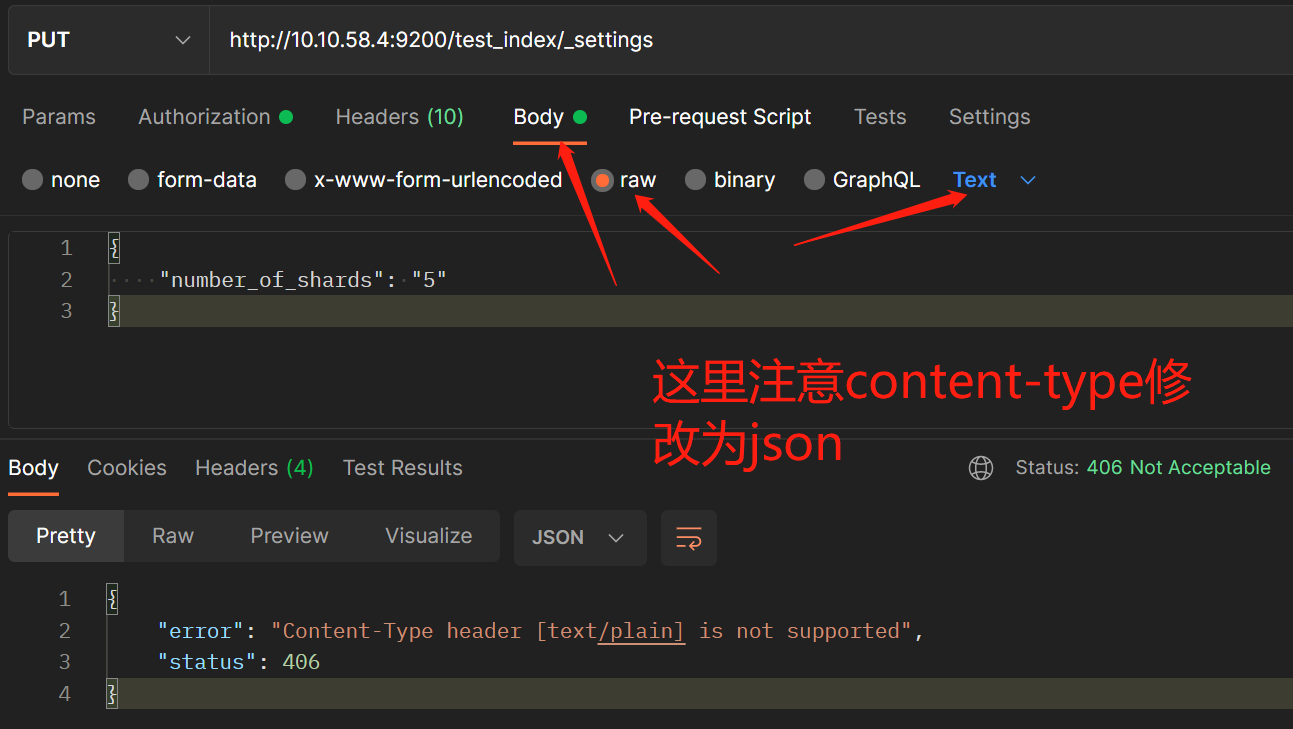 PUT http://10.10.58.4:9200/test_index/_settings
Params Authorization Headers (10) Body Pre-request Script Tests Settings
none form-data x-www-form-urlencoded raw binary GraphQL Text
1 {
2 ····"number_of_shards":·"5"
3 }
这里注意content-type修
改为json
Body Cookies Headers (4) Test Results Status: 406 Not Acceptable
Pretty Raw Preview Visualize JSON
1 {
2 "error": "Content-Type header [text/plain] is not supported",
3 "status": 406
4 }